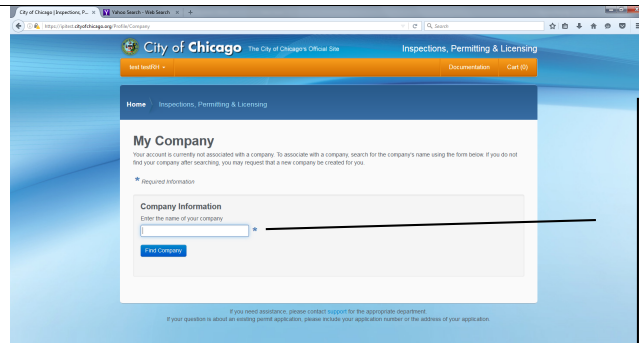 City of Chicago | Inspections, P...
Yahoo Search - Web Search
https://ipitest.cityofchicago.org/Profile/Company
Search
City of Chicago The City of Chicago's Official Site
Inspections, Permitting & Licensing
test testRH
Documentation
Cart (0)
Home
Inspections, Permitting & Licensing
My Company
Your account is currently not associated with a company. To associate with a company, search for the company's name using the form below. If you do not
find your company after searching, you may request that a new company be created for you.
* Required Information
Company Information
Enter the name of your company
*
Find Company
If you need assistance, please contact support for the appropriate department.
If your question is about an existing permit application, please include your application number or the address of your application.